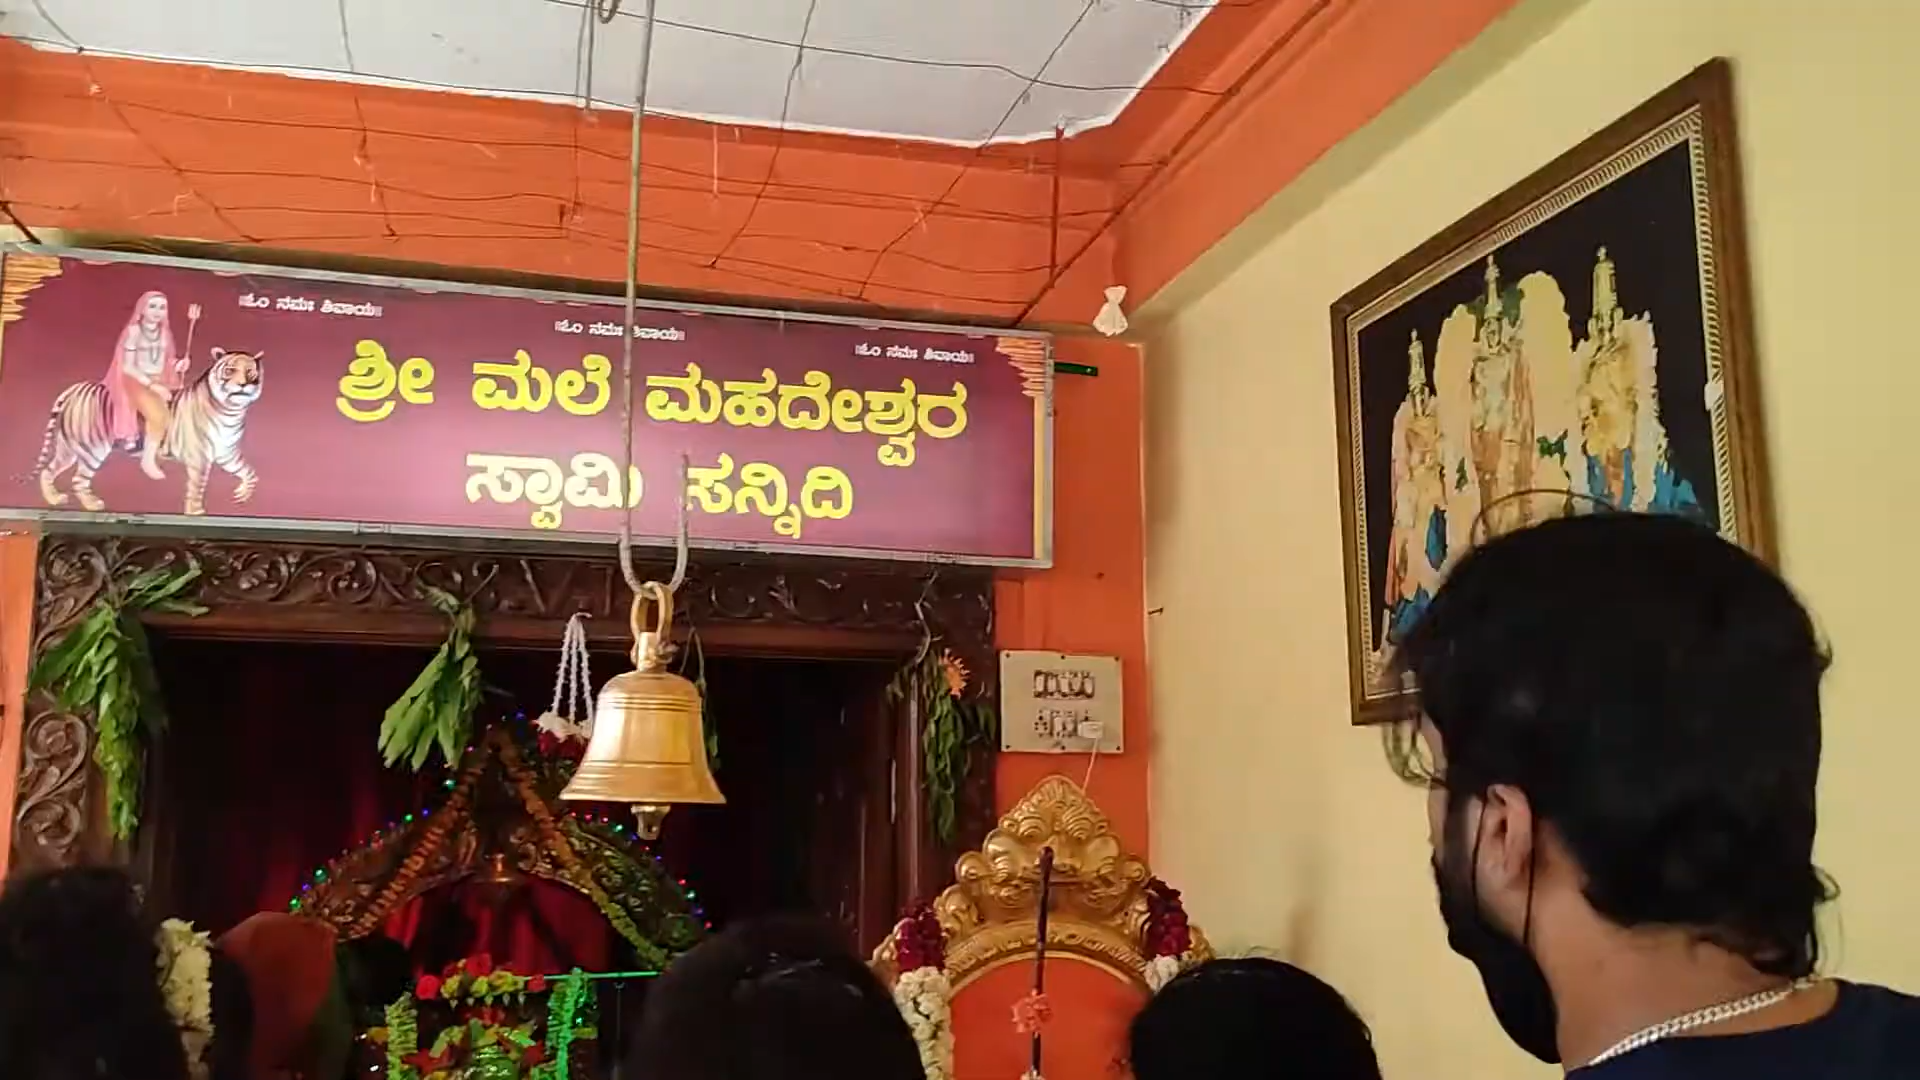 ॥ಓಂ ನಮಃ ಶಿವಾಯ॥ ॥ಓಂ ನಮಃ ಶಿವಾಯ॥ ॥ಓಂ ನಮಃ ಶಿವಾಯ॥
ಶ್ರೀ ಮಲೆ ಮಹದೇಶ್ವರ
ಸ್ವಾಮಿ ಸನ್ನಿದಿ